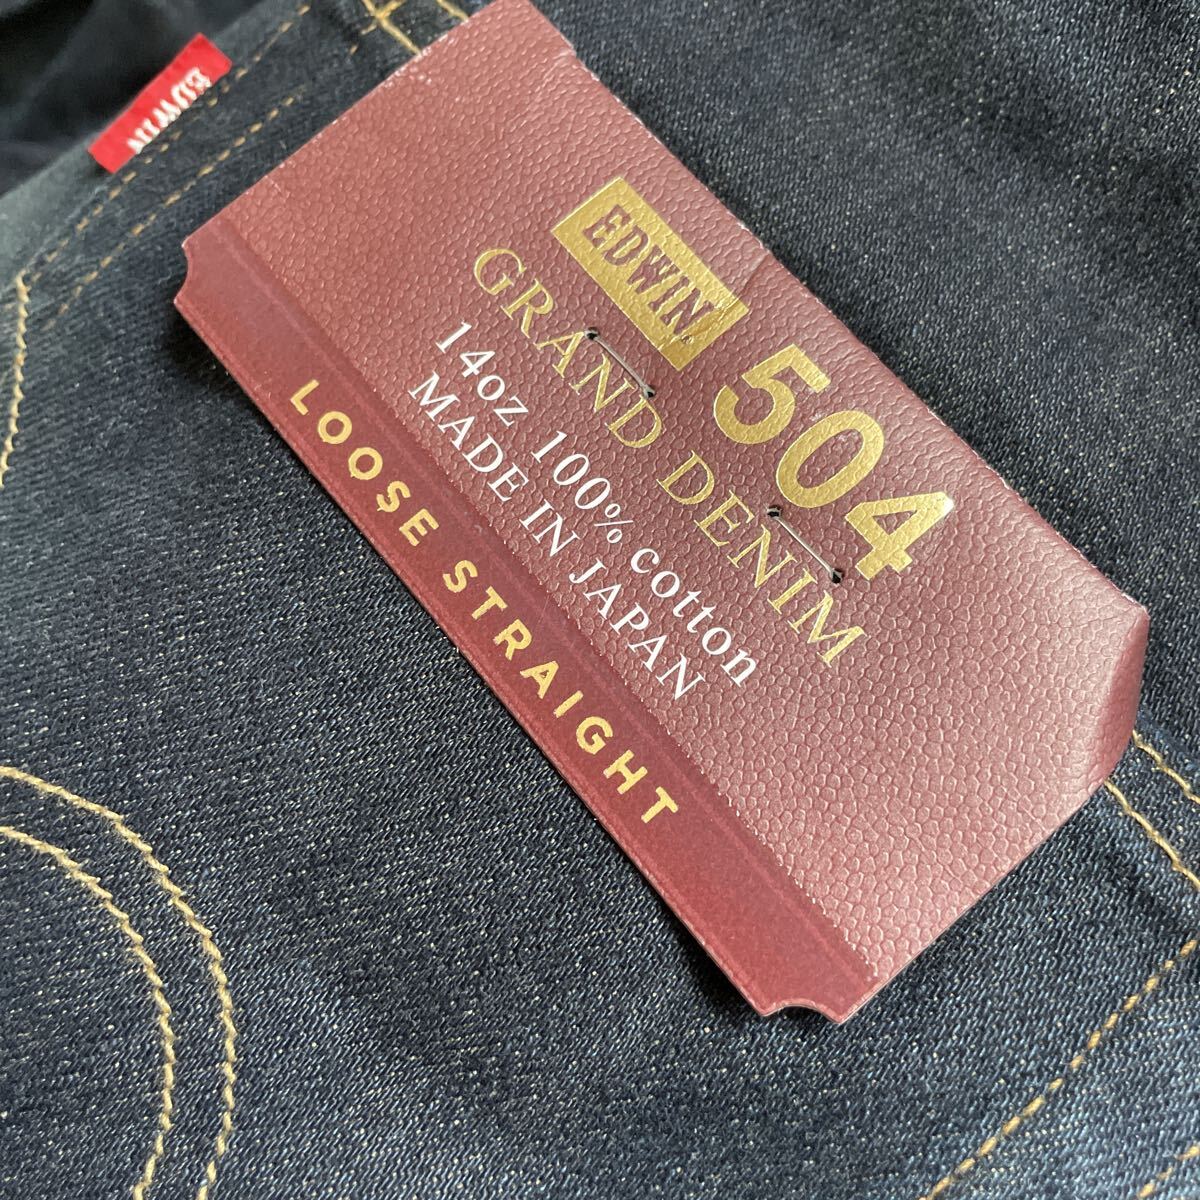 EDWIN
EDWIN 504
GRAND DENIM
14oz 100% cotton
MADE IN JAPAN
LOOSE STRAIGHT